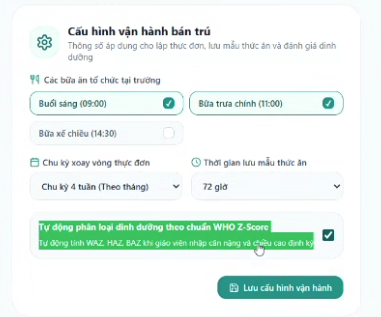 Cấu hình vận hành bán trú
Thông số áp dụng cho lập thực đơn, lưu mẫu thức ăn và đánh giá dinh
dưỡng
Các bữa ăn tổ chức tại trường
Buổi sáng (09:00)
Bữa trưa chính (11:00)
Bữa xế chiều (14:30)
Chu kỳ xoay vòng thực đơn
Thời gian lưu mẫu thức ăn
Chu kỳ 4 tuần (Theo tháng)
72 giờ
Tự động phân loại dinh dưỡng theo chuẩn WHO Z-Score
Tự động tính WAZ, HAZ, BAZ khi giáo viên nhập cân nặng và chiều cao định kỳ
Lưu cấu hình vận hành